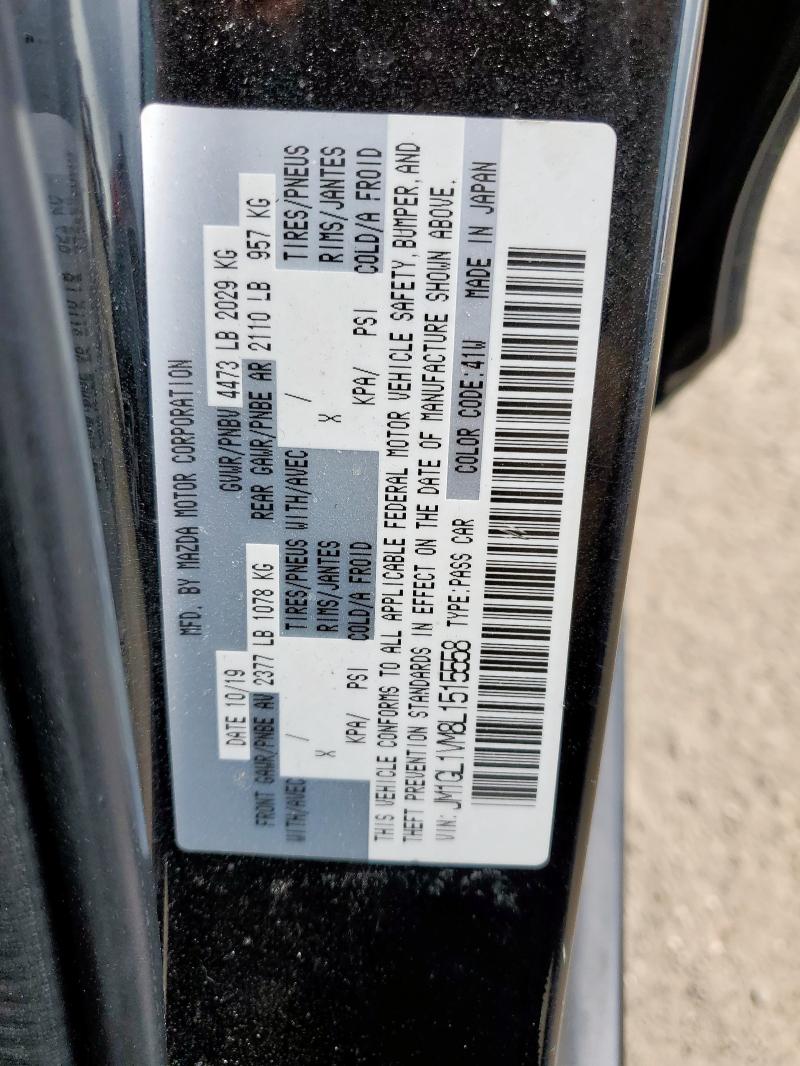 MFD. BY MAZDA MOTOR CORPORATION
DATE 10/19 GVWR/PNBV 4473 LB 2029 KG
FRONT GAWR/PNBE AV 2377 LB 1078 KG REAR GAWR/PNBE AR 2110 LB 957 KG
WITH/AVEC / TIRES/PNEUS WITH/AVEC / TIRES/PNEUS
X RIMS/JANTES X RIMS/JANTES
KPA/ PSI COLD/A FROID KPA/ PSI COLD/A FROID
THIS VEHICLE CONFORMS TO ALL APPLICABLE FEDERAL MOTOR VEHICLE SAFETY, BUMPER, AND
THEFT PREVENTION STANDARDS IN EFFECT ON THE DATE OF MANUFACTURE SHOWN ABOVE.
VIN: JM1GL1VM8L1515558 TYPE:PASS CAR COLOR CODE:41W MADE IN JAPAN